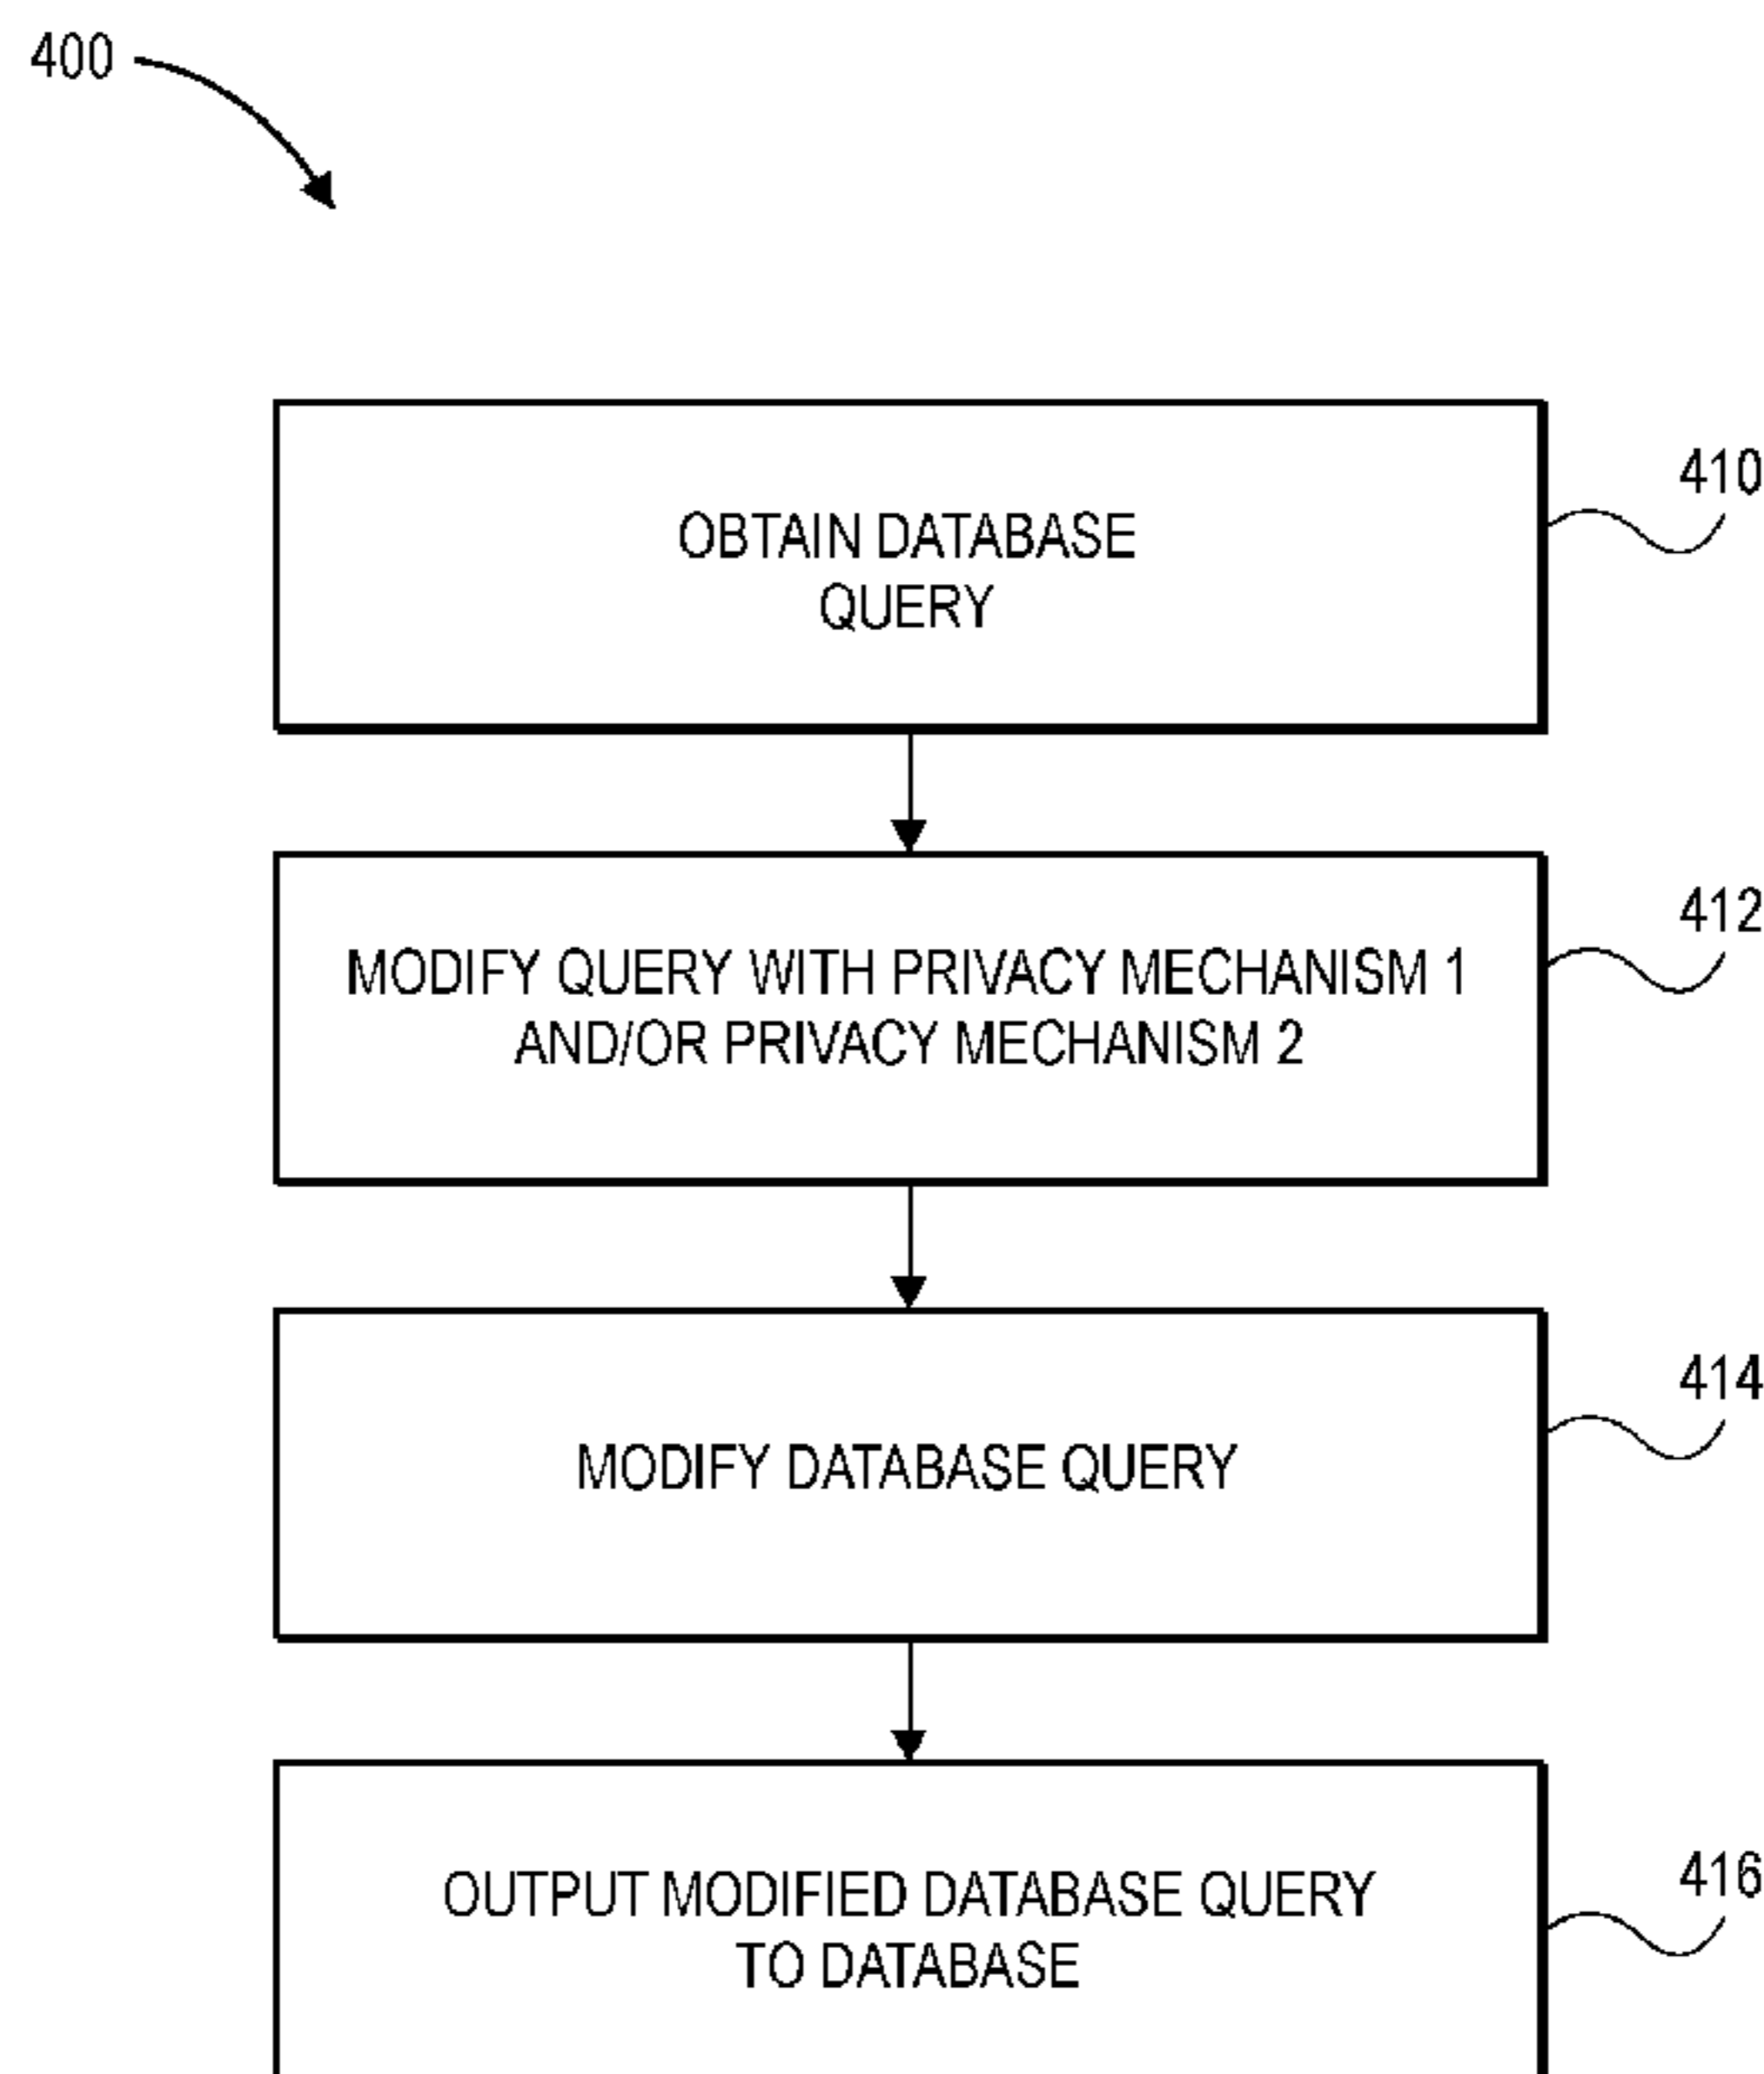 400
410
OBTAIN DATABASE
QUERY
412
MODIFY QUERY WITH PRIVACY MECHANISM 1
AND/OR PRIVACY MECHANISM 2
414
MODIFY DATABASE QUERY
416
OUTPUT MODIFIED DATABASE QUERY
TO DATABASE